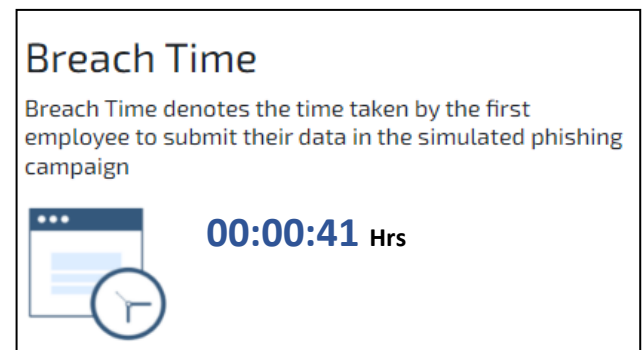 Breach Time
Breach Time denotes the time taken by the first
employee to submit their data in the simulated phishing
campaign
00:00:41 Hrs